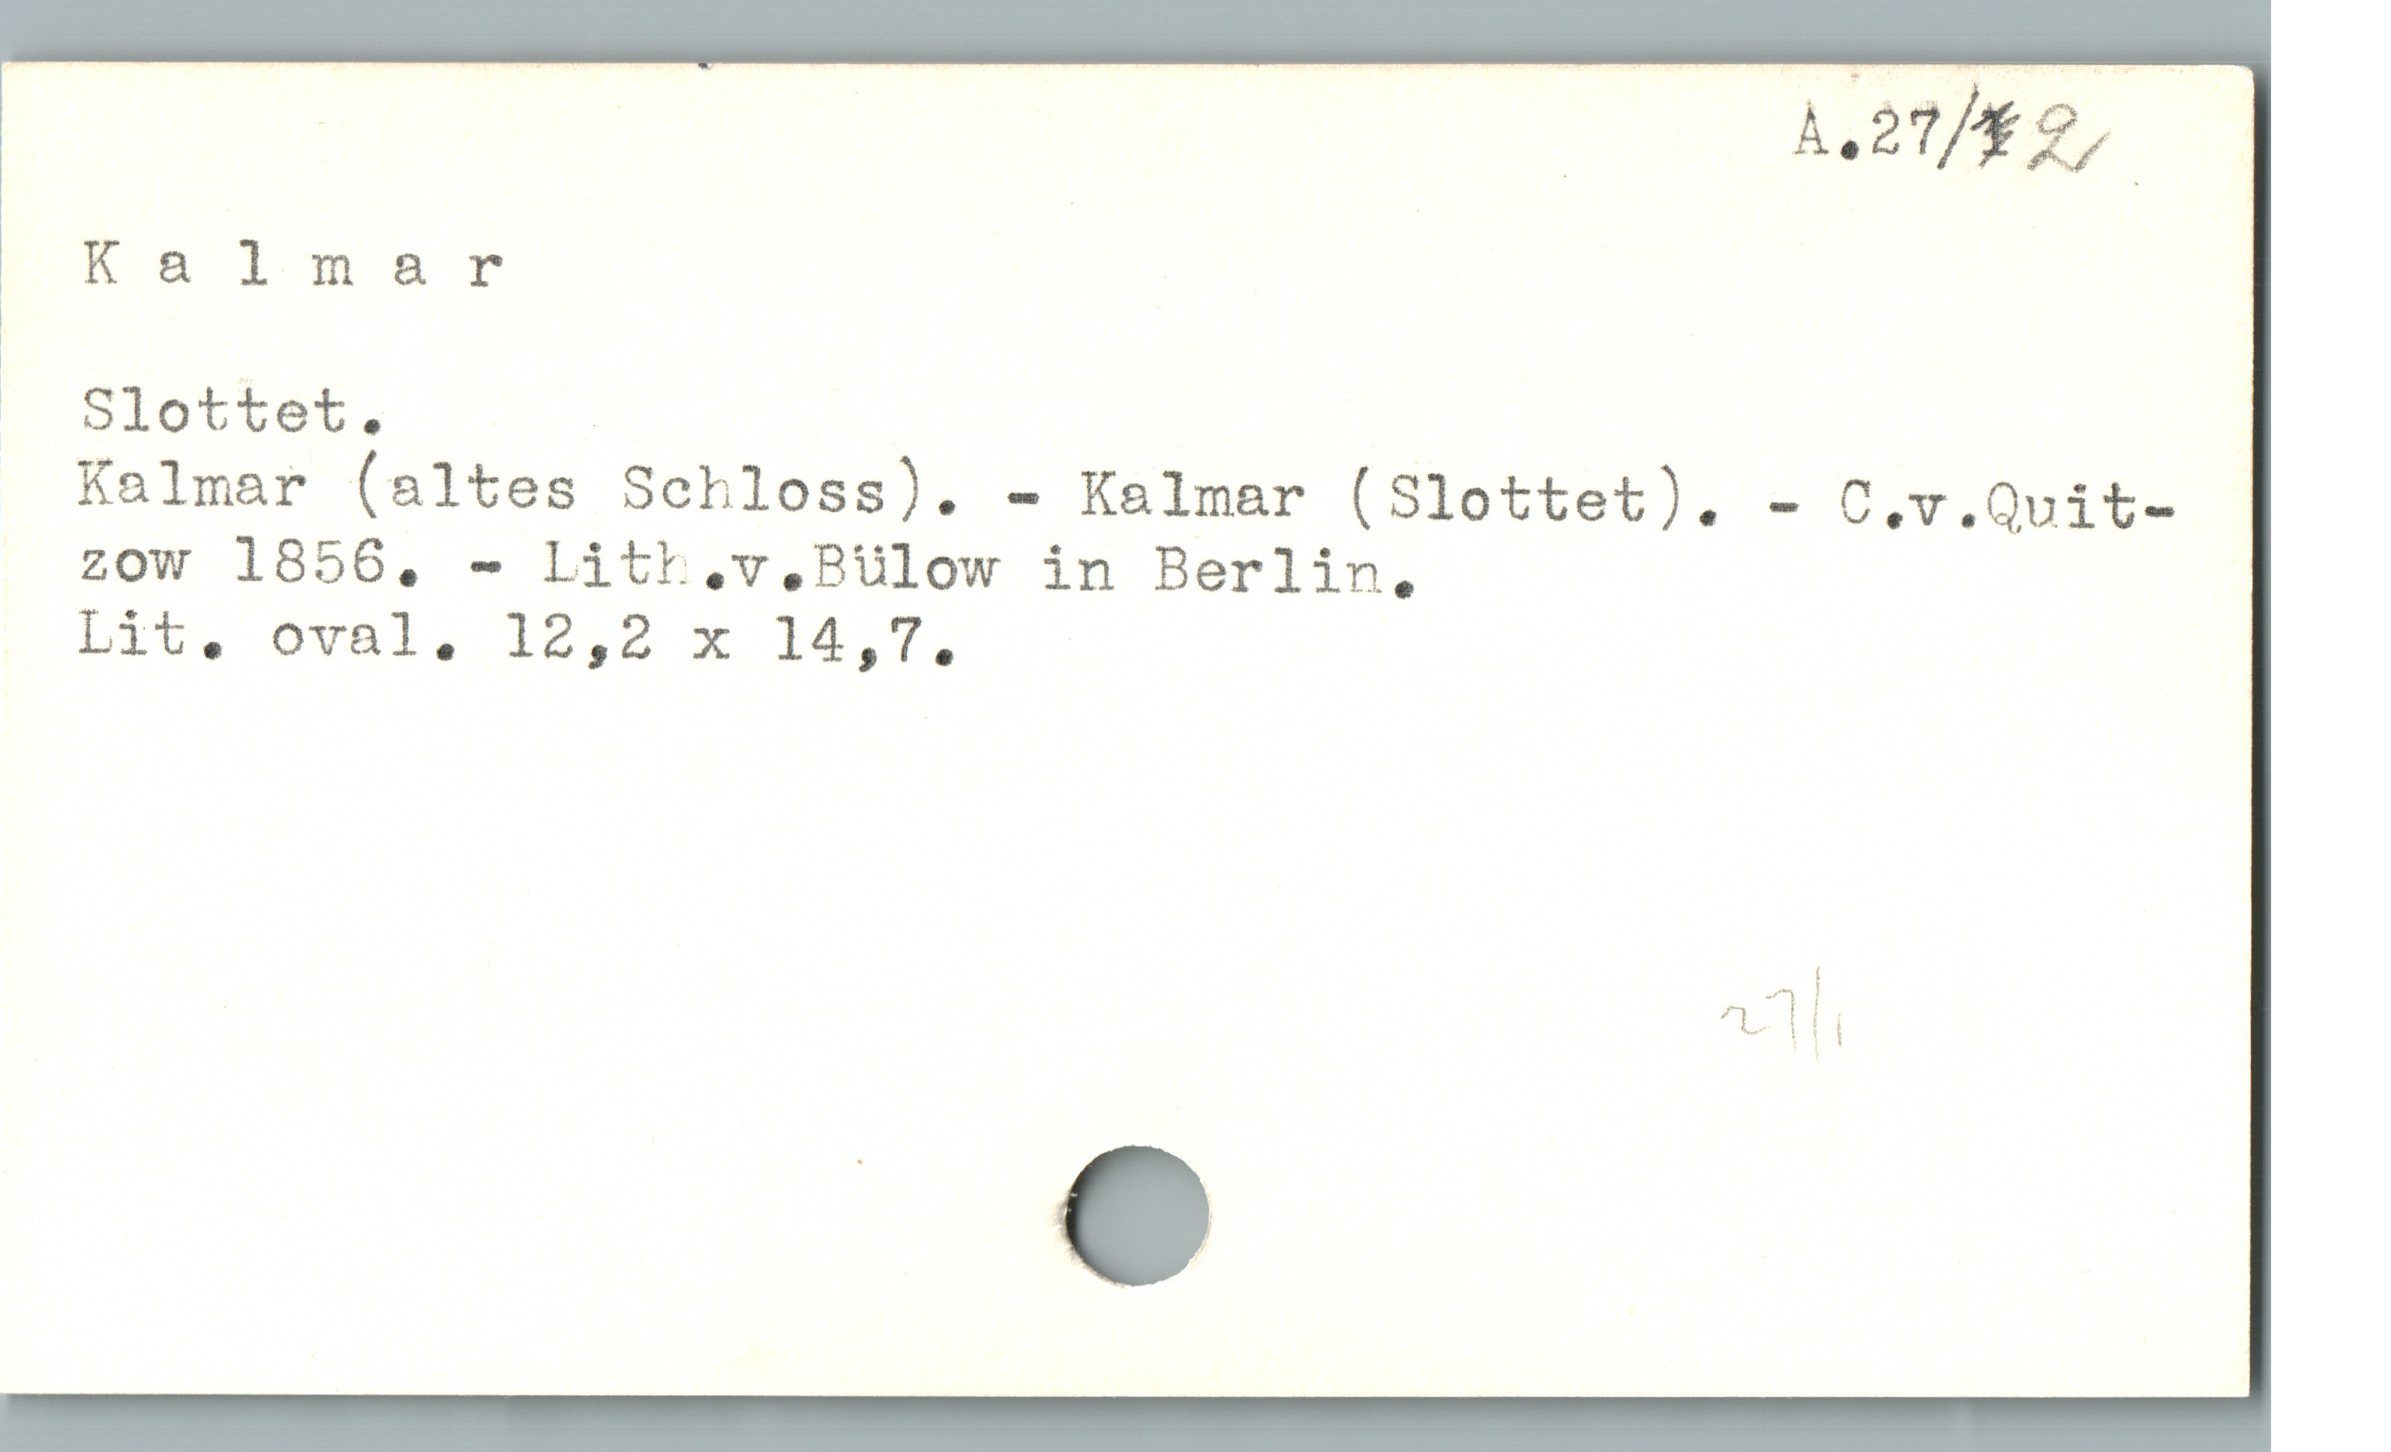 A.27/2
K a l m a r
Slottet.
Kalmar (altes Schloss). - Kalmar (Slottet). - C.v.Quit-
zow 1856. - Lith.v.Bülow in Berlin.
Lit. oval. 12,2 x 14,7.
27/1